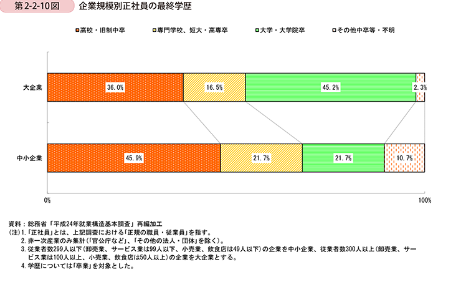 第2-2-10図 企業規模別正社員の最終学歴
高校・旧制中卒 専門学校、短大・高専卒 大学・大学院卒 その他中卒等・不明
大企業 36.0% 16.5% 45.2% 2.3%
中小企業 45.9% 21.7% 21.7% 10.7%
0% 100%
資料：総務省「平成24年就業構造基本調査」再編加工
(注) 1.「正社員」とは、上記調査における「正規の職員・従業員」を指す。
2. 非一次産業のみ集計(「官公庁など」、「その他の法人・団体」を除く)。
3. 従業者数299人以下(卸売業、サービス業は99人以下、小売業、飲食店は49人以下)の企業を中小企業、従業者数300人以上(卸売業、サー
ビス業は100人以上、小売業、飲食店は50人以上)の企業を大企業とする。
4. 学歴については「卒業」を対象とした。